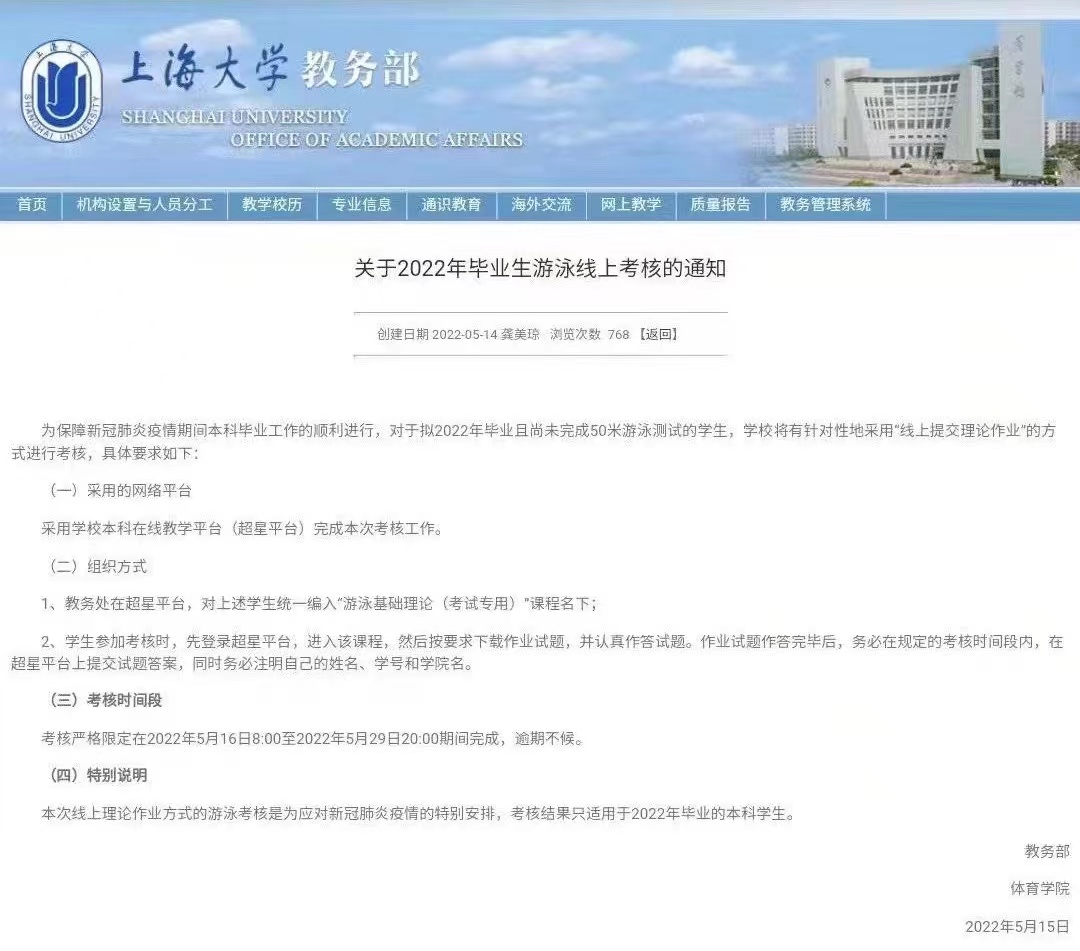 上海大学 教务部
SHANGHAI UNIVERSITY
OFFICE OF ACADEMIC AFFAIRS
上海大学
SHANGHAI UNIVERSITY
首页 机构设置与人员分工 教学校历 专业信息 通识教育 海外交流 网上教学 质量报告 教务管理系统
关于2022年毕业生游泳线上考核的通知
创建日期 2022-05-14 龚美琼 浏览次数 768 【返回】
为保障新冠肺炎疫情期间本科毕业工作的顺利进行，对于拟2022年毕业且尚未完成50米游泳测试的学生，学校将有针对性地采用“线上提交理论作业”的方
式进行考核，具体要求如下：
（一）采用的网络平台
采用学校本科在线教学平台（超星平台）完成本次考核工作。
（二）组织方式
1、教务处在超星平台，对上述学生统一编入“游泳基础理论（考试专用）"课程名下；
2、学生参加考核时，先登录超星平台，进入该课程，然后按要求下载作业试题，并认真作答试题。作业试题作答完毕后，务必在规定的考核时间段内，在
超星平台上提交试题答案，同时务必注明自己的姓名、学号和学院名。
（三）考核时间段
考核严格限定在2022年5月16日8:00至2022年5月29日20:00期间完成，逾期不候。
（四）特别说明
本次线上理论作业方式的游泳考核是为应对新冠肺炎疫情的特别安排，考核结果只适用于2022年毕业的本科学生。
教务部
体育学院
2022年5月15日